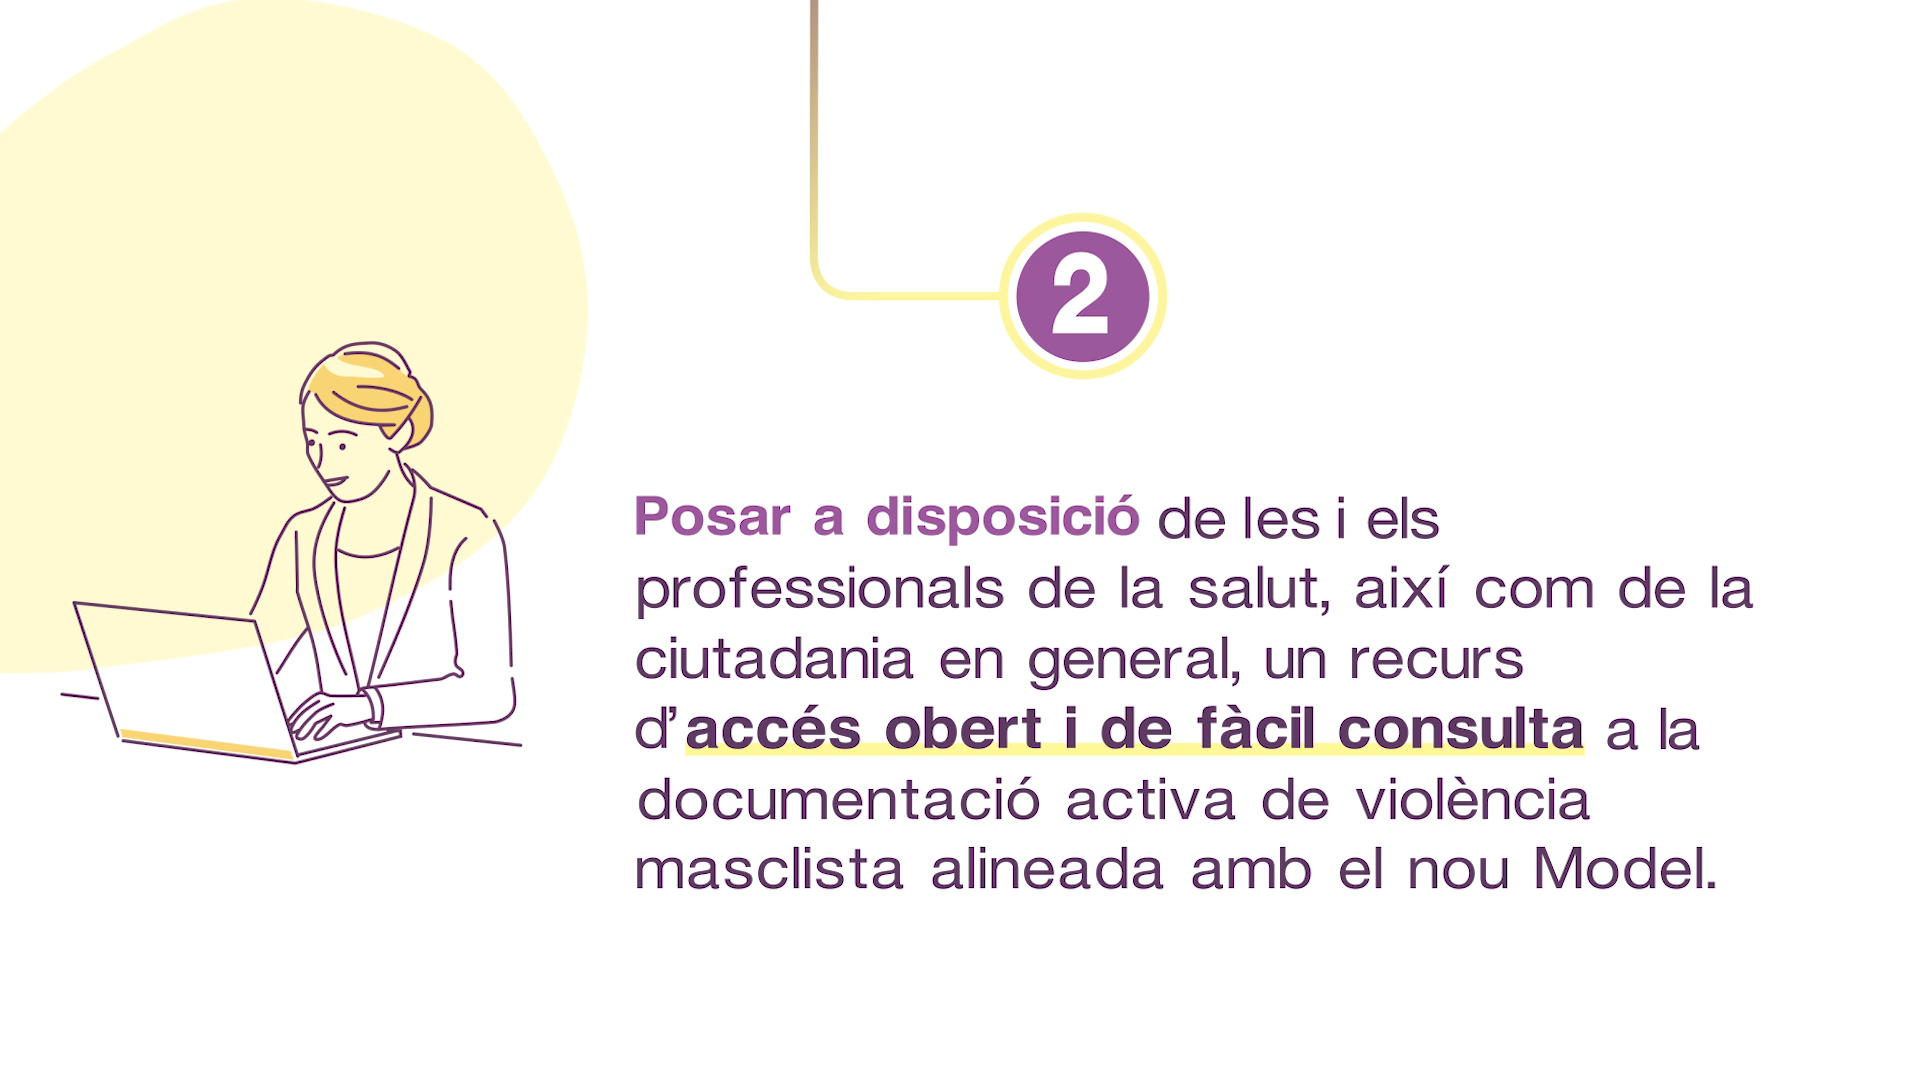 2
Posar a disposició de les i els
professionals de la salut, així com de la
ciutadania en general, un recurs
d’accés obert i de fàcil consulta a la
documentació activa de violència
masclista alineada amb el nou Model.